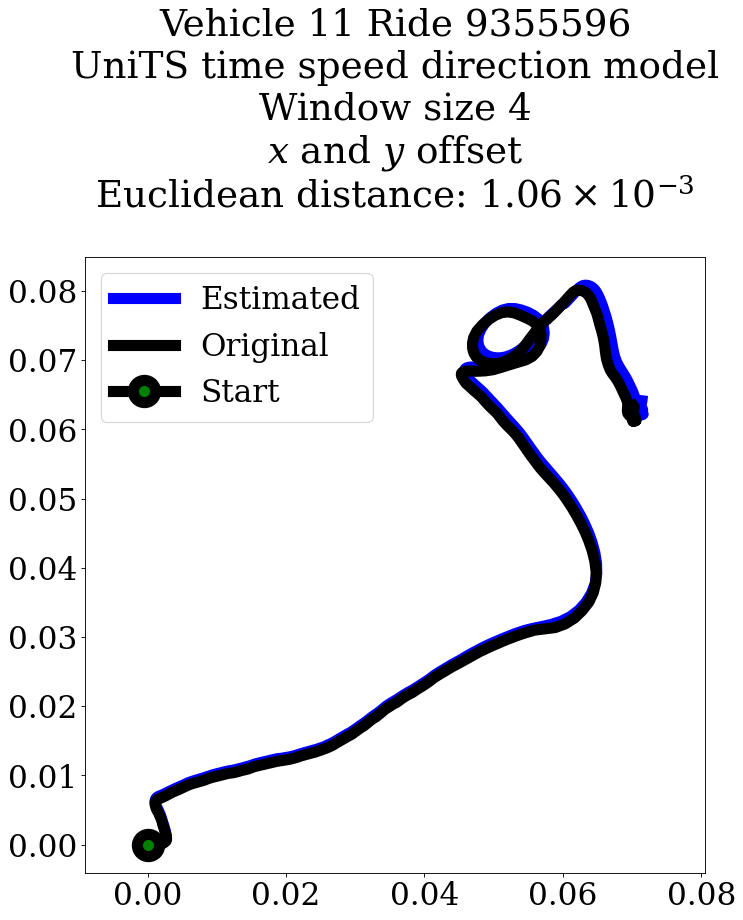 Vehicle 11 Ride 9355596
UniTS time speed direction model
Window size 4
x and y offset
Euclidean distance: 1.06 × 10⁻³
Estimated
Original
Start
0.08
0.07
0.06
0.05
0.04
0.03
0.02
0.01
0.00
0.00 0.02 0.04 0.06 0.08